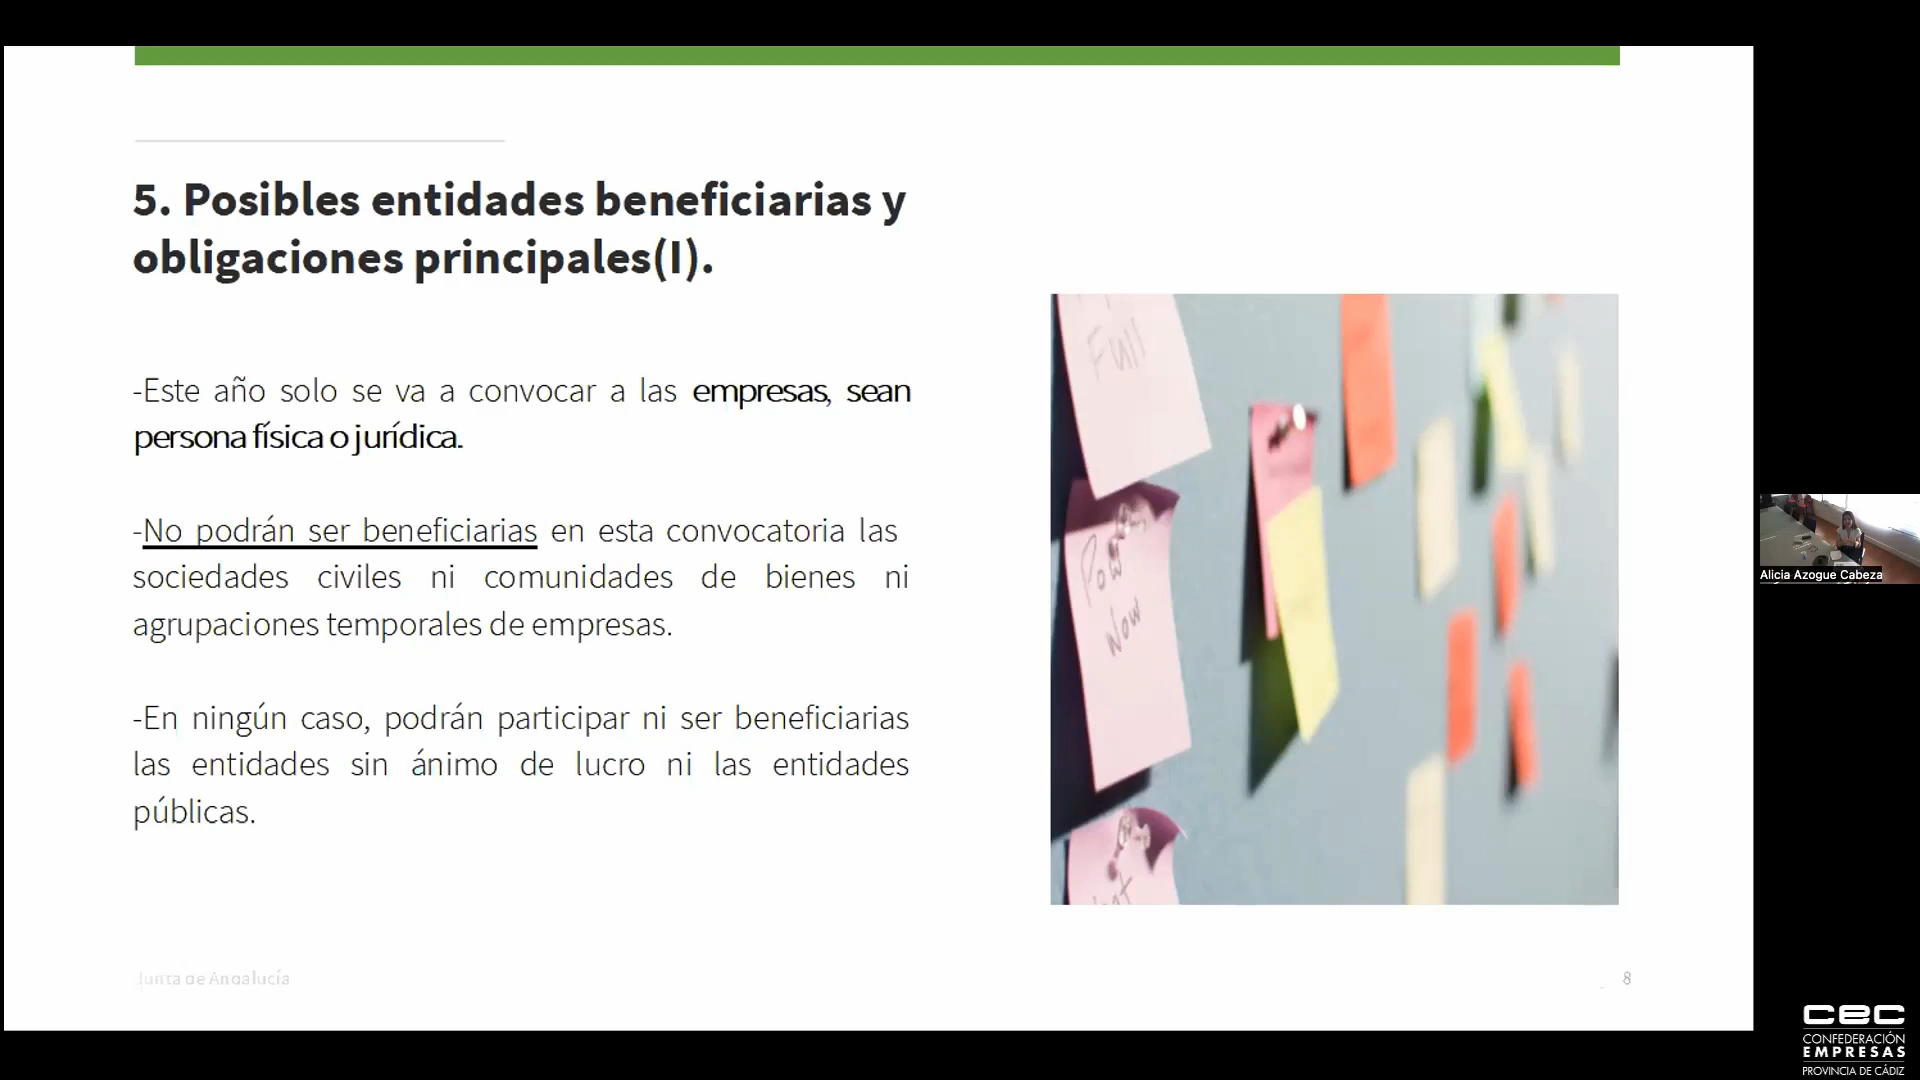 5. Posibles entidades beneficiarias y
obligaciones principales(I).
-Este año solo se va a convocar a las empresas, sean
persona física o jurídica.
-No podrán ser beneficiarias en esta convocatoria las
sociedades civiles ni comunidades de bienes ni
agrupaciones temporales de empresas.
-En ningún caso, podrán participar ni ser beneficiarias
las entidades sin ánimo de lucro ni las entidades
públicas.
Full
Now
Junta de Andalucía
8
Alicia Azogue Cabeza
cec
CONFEDERACIÓN
EMPRESAS
PROVINCIA DE CÁDIZ